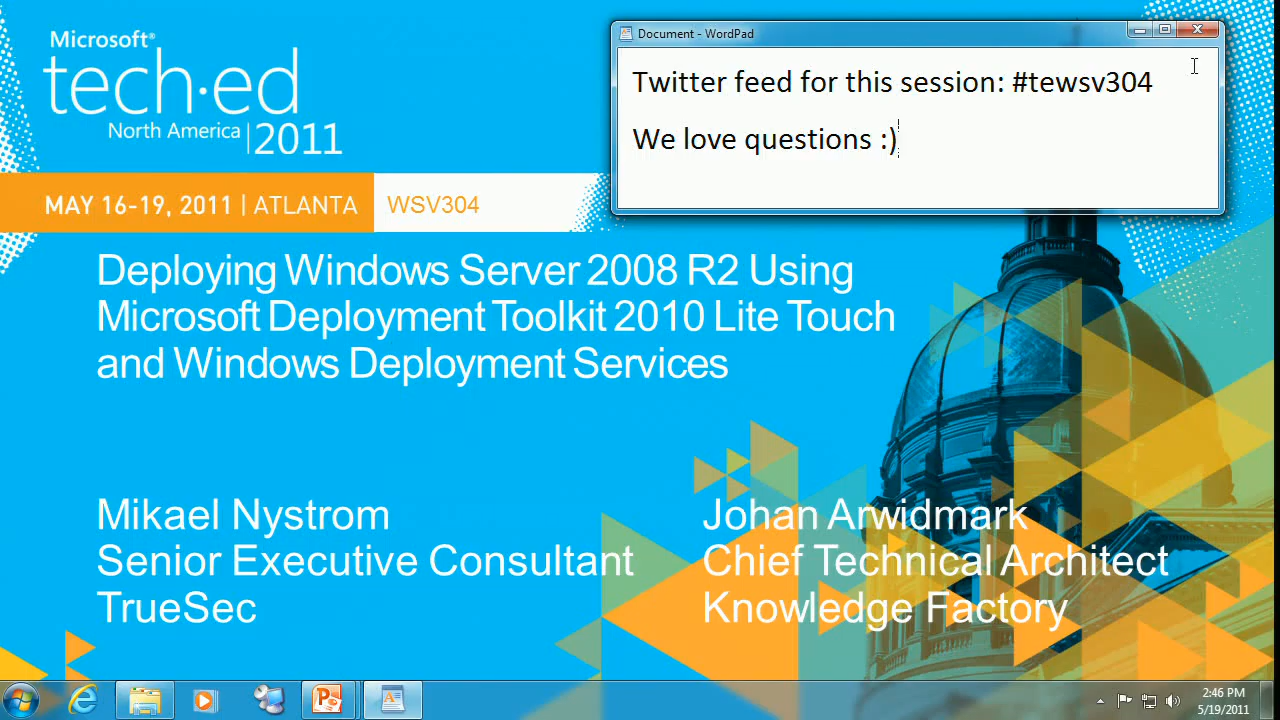 Microsoft®
tech·ed
North America | 2011
MAY 16-19, 2011 | ATLANTA
WSV304
Document - WordPad
Twitter feed for this session: #tewsv304
We love questions :)
Deploying Windows Server 2008 R2 Using
Microsoft Deployment Toolkit 2010 Lite Touch
and Windows Deployment Services
Mikael Nystrom
Senior Executive Consultant
TrueSec
Johan Arwidmark
Chief Technical Architect
Knowledge Factory
2:46 PM
5/19/2011